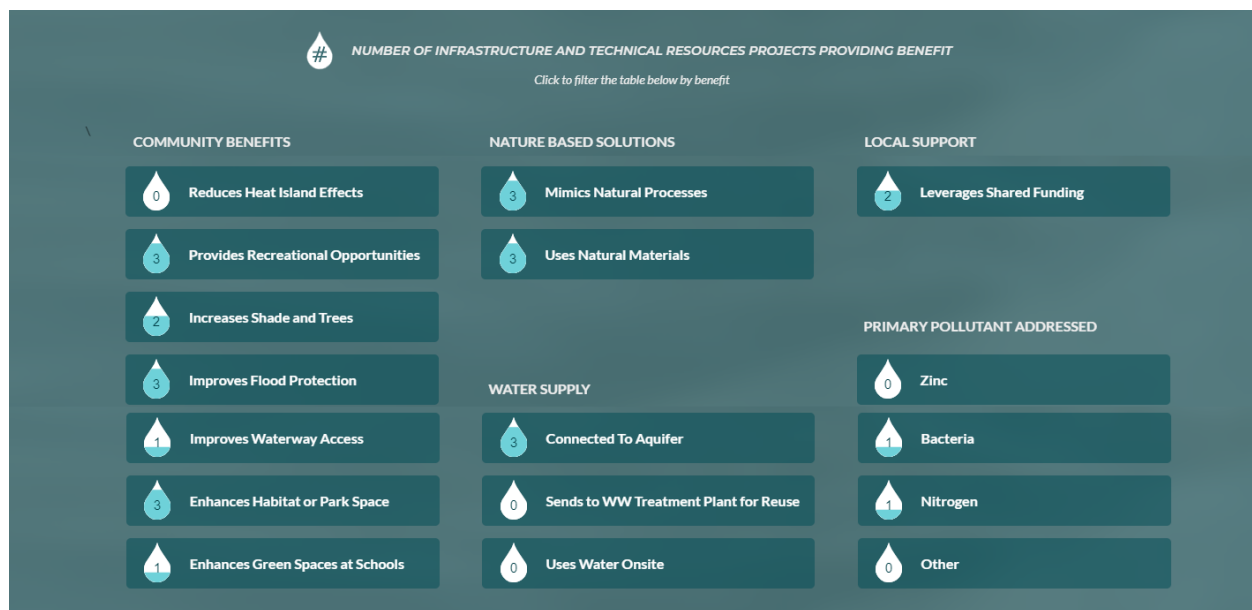 #
NUMBER OF INFRASTRUCTURE AND TECHNICAL RESOURCES PROJECTS PROVIDING BENEFIT
Click to filter the table below by benefit
\
COMMUNITY BENEFITS
0 Reduces Heat Island Effects
3 Provides Recreational Opportunities
2 Increases Shade and Trees
3 Improves Flood Protection
1 Improves Waterway Access
3 Enhances Habitat or Park Space
1 Enhances Green Spaces at Schools
NATURE BASED SOLUTIONS
3 Mimics Natural Processes
3 Uses Natural Materials
WATER SUPPLY
3 Connected To Aquifer
0 Sends to WW Treatment Plant for Reuse
0 Uses Water Onsite
LOCAL SUPPORT
2 Leverages Shared Funding
PRIMARY POLLUTANT ADDRESSED
0 Zinc
1 Bacteria
1 Nitrogen
0 Other